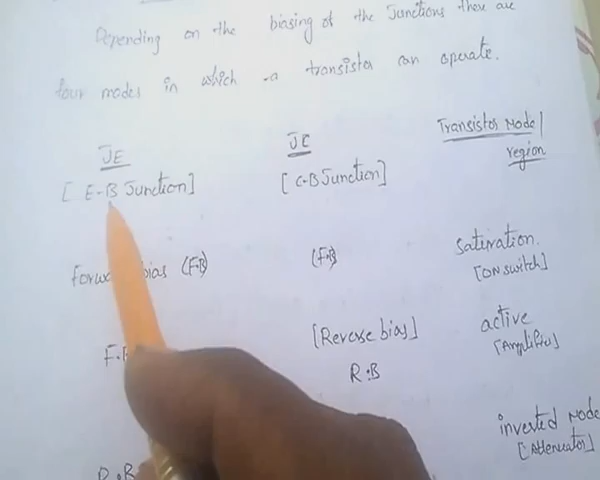 Depending on the biasing of the Junctions there are
four modes in which a transistor can operate.
JE JC Transistor Mode/
[E-B Junction] [C-B Junction] region
bias (F.B) (F.B) Saturation.
[ON switch]
[Reverse bias] active
R.B [Amplifier]
inverted Mode
R.B [Attenuator]